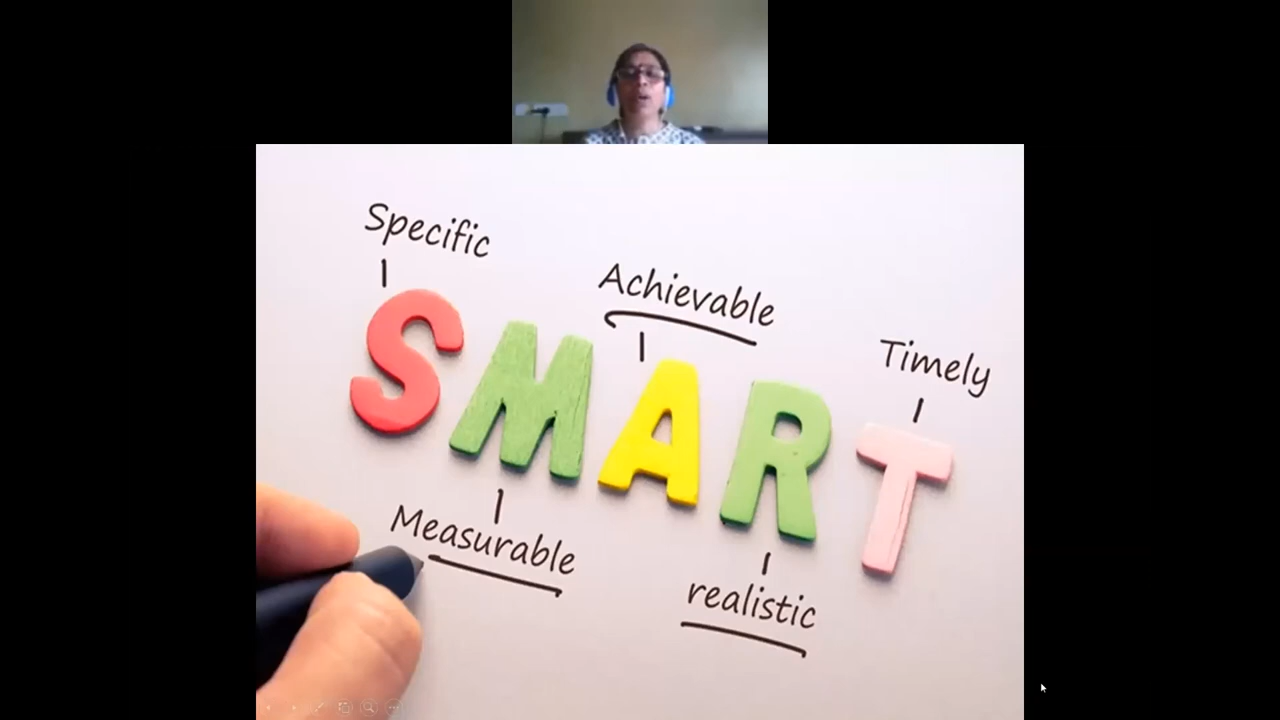 Specific
Achievable
Timely
SMART
Measurable
realistic